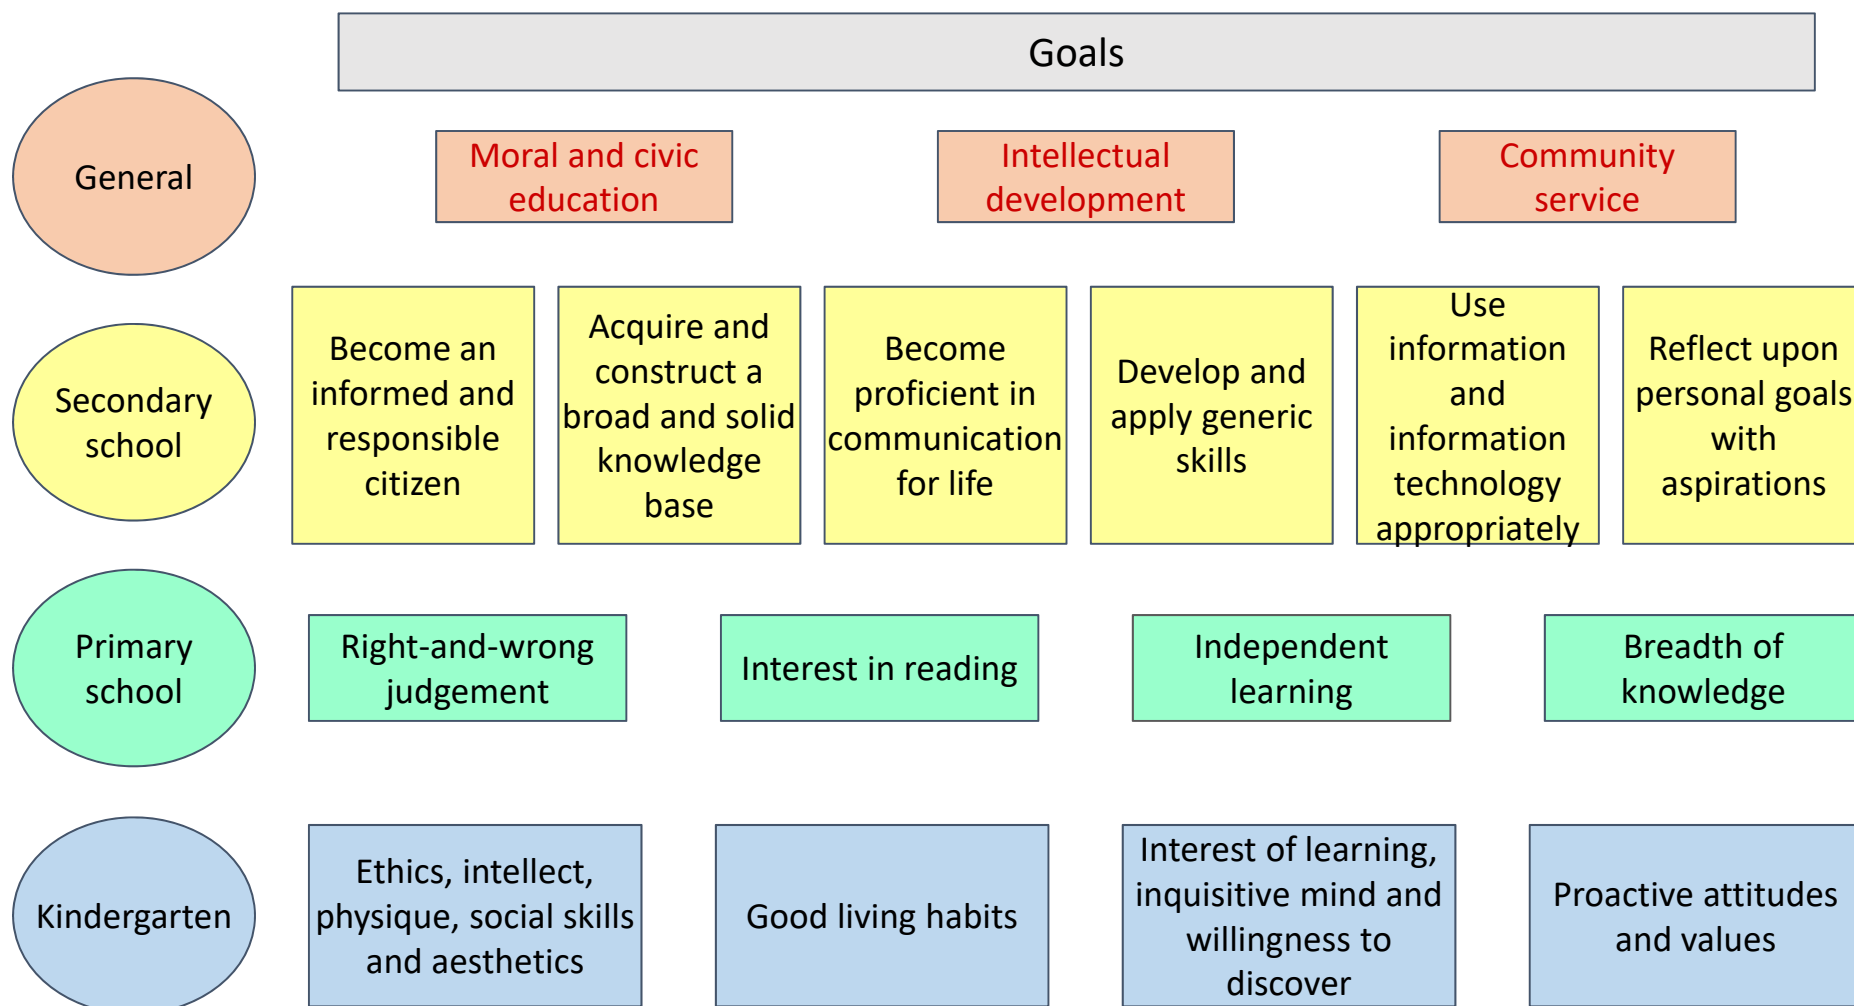 Goals
General
Moral and civic
education
Intellectual
development
Community
service
Secondary
school
Become an
informed and
responsible
citizen
Acquire and
construct a
broad and solid
knowledge
base
Become
proficient in
communication
for life
Develop and
apply generic
skills
Use
information
and
information
technology
appropriately
Reflect upon
personal goals
with
aspirations
Primary
school
Right-and-wrong
judgement
Interest in reading
Independent
learning
Breadth of
knowledge
Kindergarten
Ethics, intellect,
physique, social skills
and aesthetics
Good living habits
Interest of learning,
inquisitive mind and
willingness to
discover
Proactive attitudes
and values